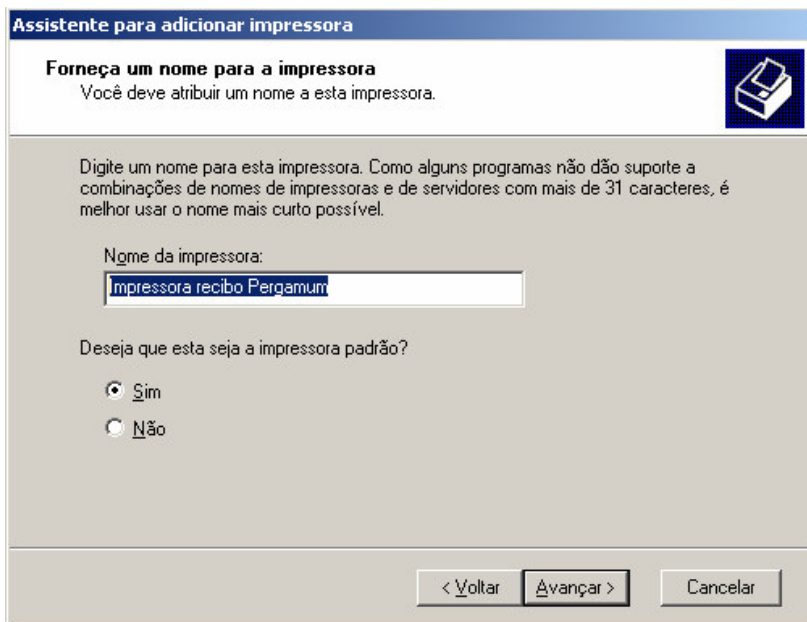 Assistente para adicionar impressora
Forneça um nome para a impressora
Você deve atribuir um nome a esta impressora.
Digite um nome para esta impressora. Como alguns programas não dão suporte a
combinações de nomes de impressoras e de servidores com mais de 31 caracteres, é
melhor usar o nome mais curto possível.
Nome da impressora:
Impressora recibo Pergamum
Deseja que esta seja a impressora padrão?
Sim
Não
< Voltar Avançar > Cancelar